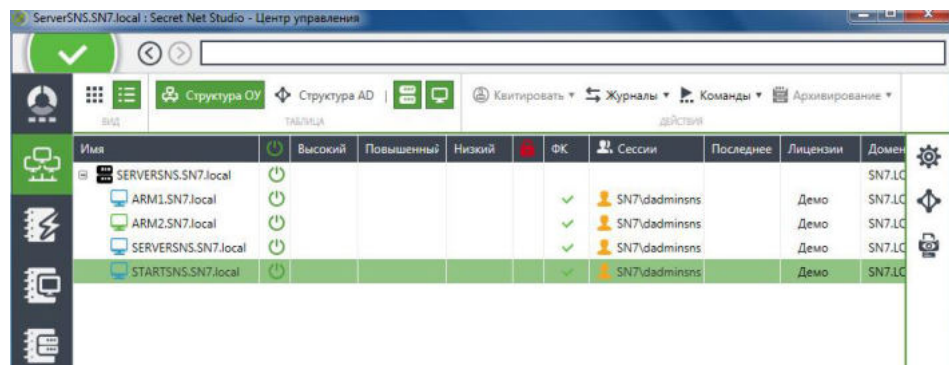 ServerSNS.SN7.local : Secret Net Studio - Центр управления
Структура ОУ Структура AD | Квитировать Журналы Команды Архивирование
ВИД ТАБЛИЦА ДЕЙСТВИЯ
Имя Высокий Повышенный Низкий ФК Сессии Последнее Лицензии Домен
SERVERSNS.SN7.local SN7.LC
ARM1.SN7.local SN7\dadminsns Демо SN7.LC
ARM2.SN7.local SN7\dadminsns Демо SN7.LC
SERVERSNS.SN7.local SN7\dadminsns Демо SN7.LC
STARTSNS.SN7.local SN7\dadminsns Демо SN7.LC